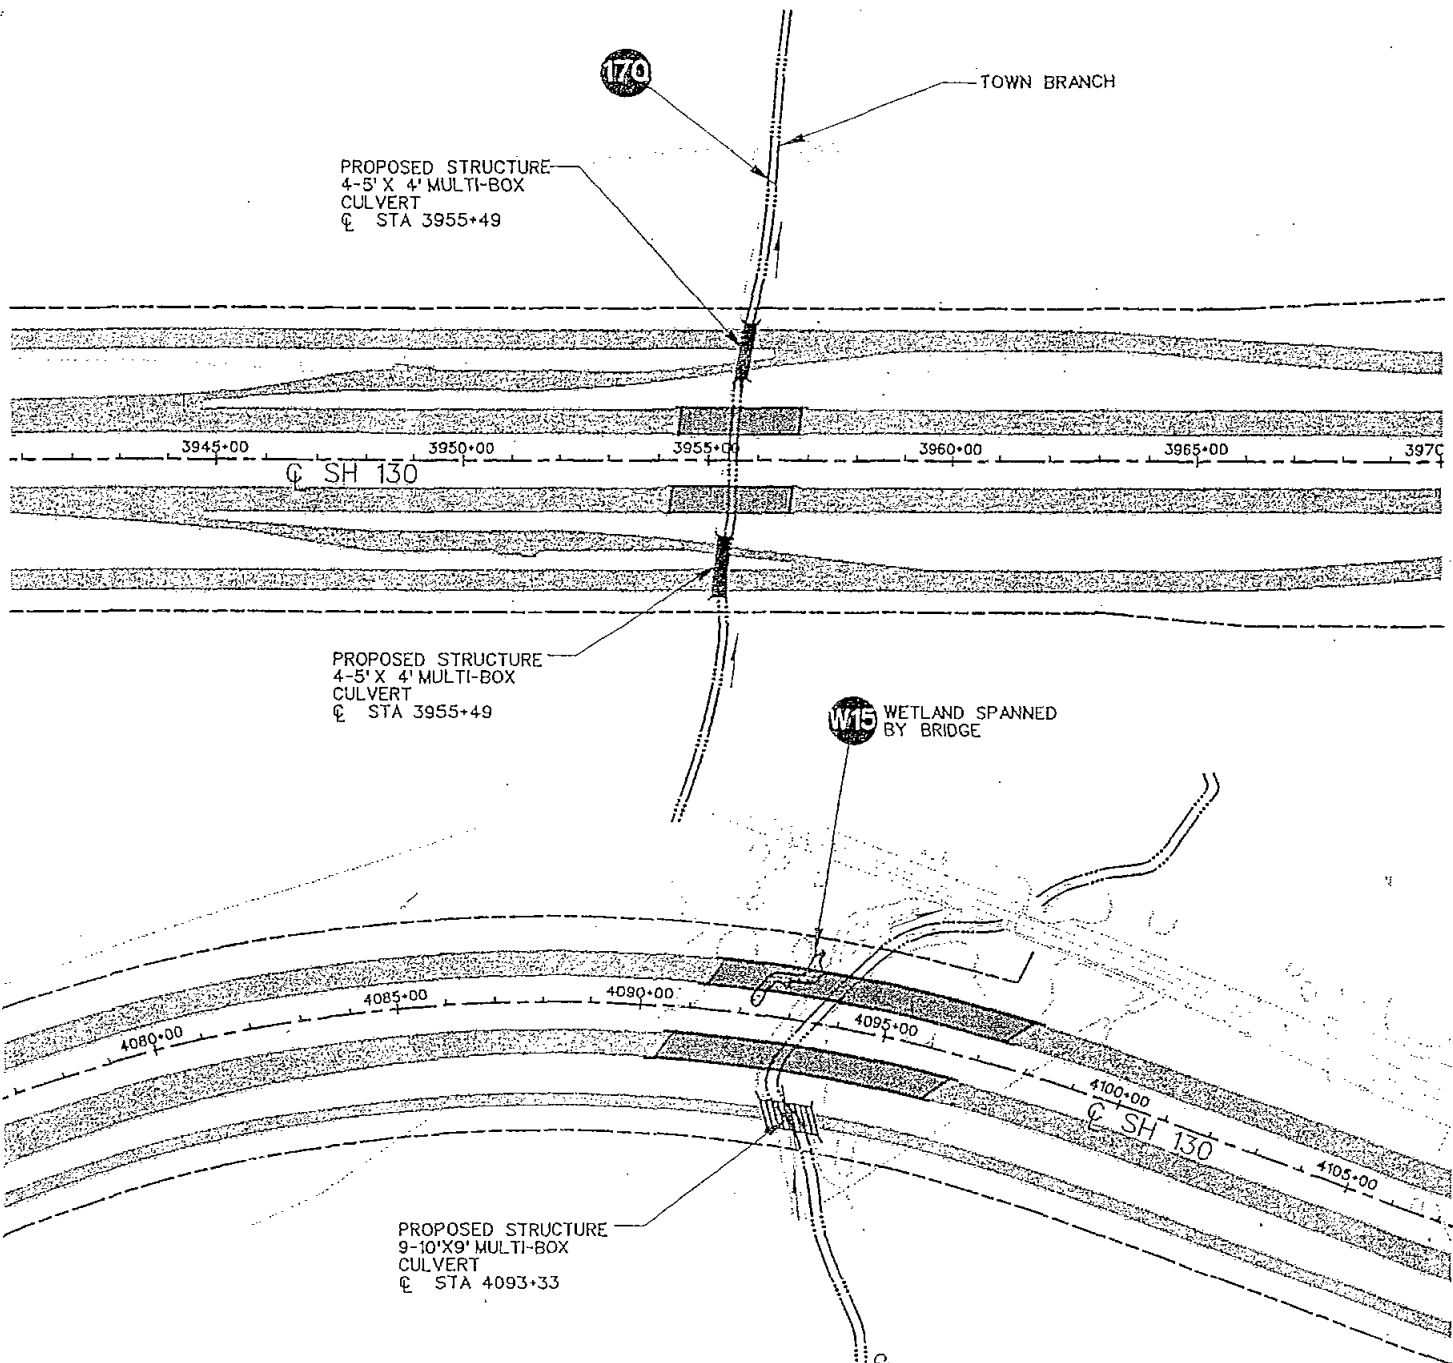 170
TOWN BRANCH
PROPOSED STRUCTURE
4-5' X 4' MULTI-BOX
CULVERT
℄ STA 3955+49
3945+00
3950+00
3955+00
3960+00
3965+00
3970
℄ SH 130
PROPOSED STRUCTURE
4-5' X 4' MULTI-BOX
CULVERT
℄ STA 3955+49
W15
WETLAND SPANNED
BY BRIDGE
4080+00
4085+00
4090+00
4095+00
4100+00
℄ SH 130
4105+00
PROPOSED STRUCTURE
9-10'X9' MULTI-BOX
CULVERT
℄ STA 4093+33